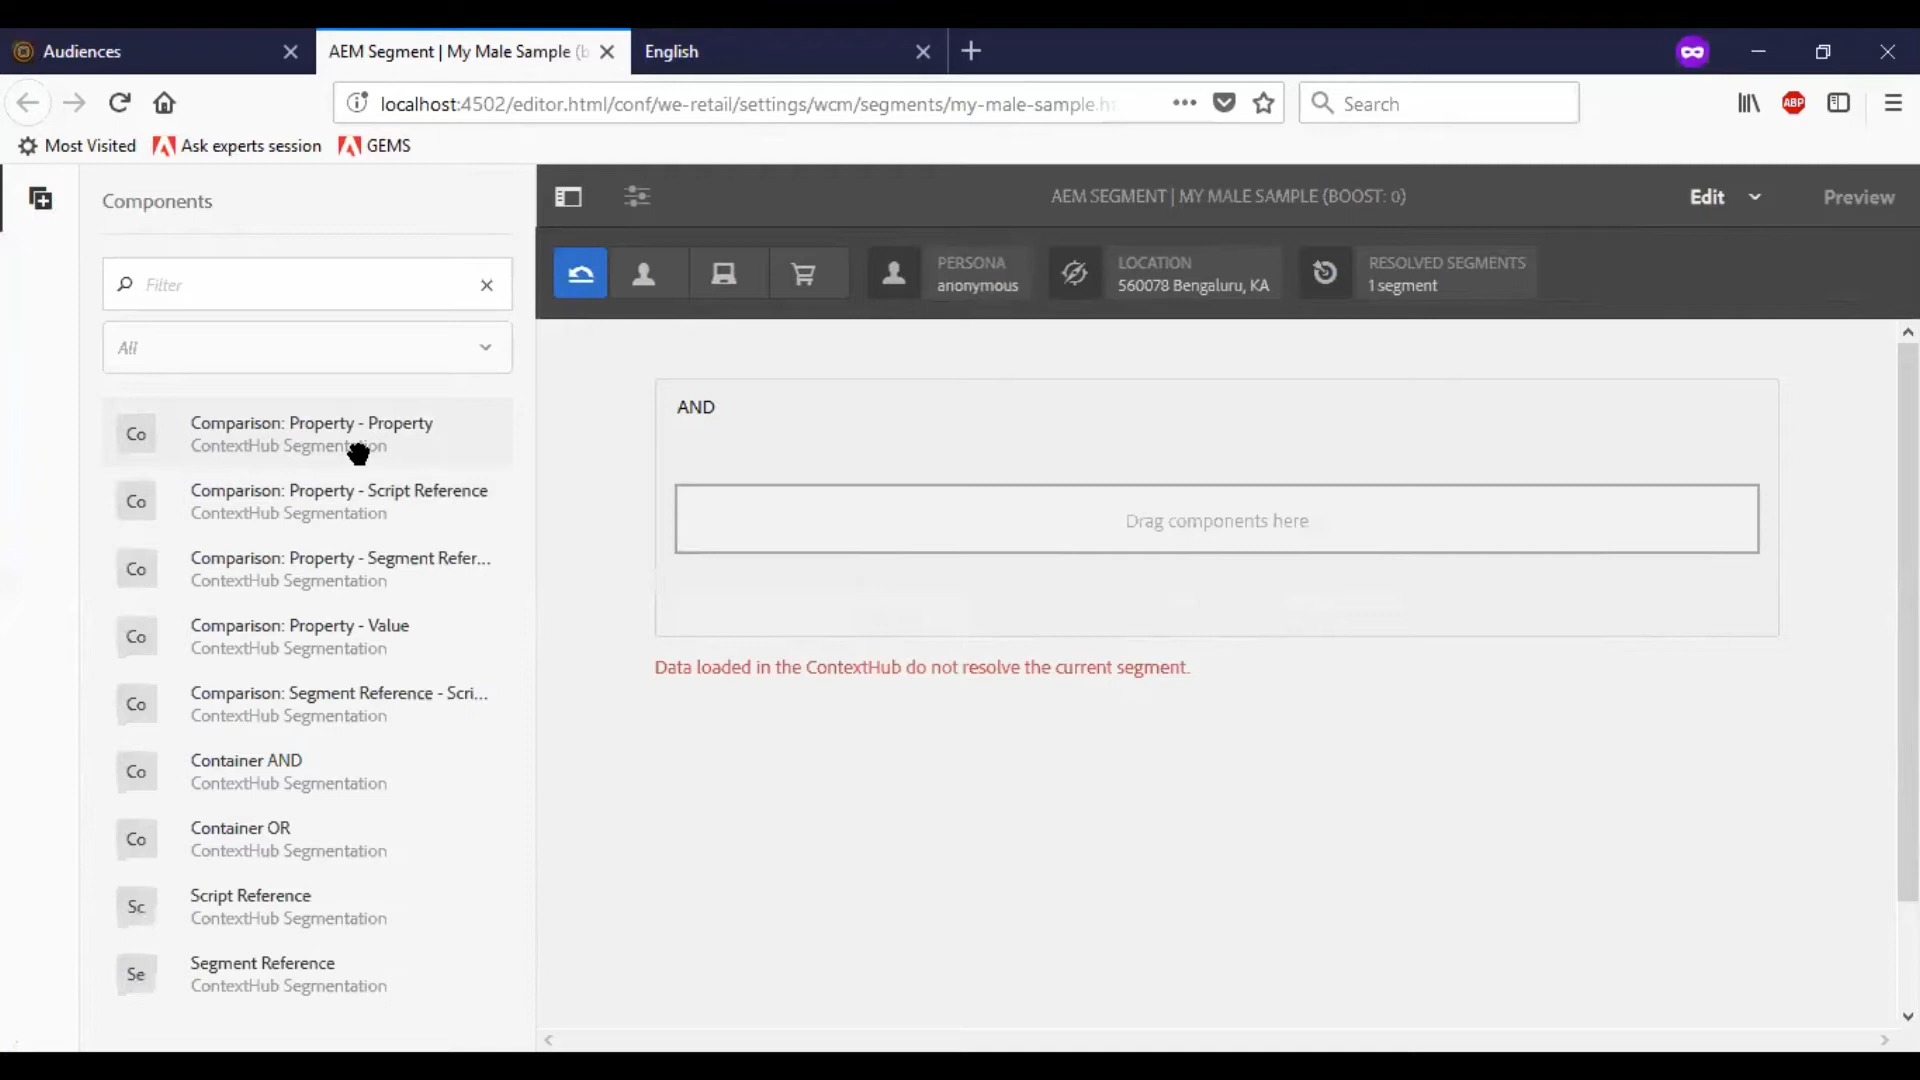 Audiences
AEM Segment | My Male Sample (b
English
localhost:4502/editor.html/conf/we-retail/settings/wcm/segments/my-male-sample.ht
Search
ABP
Most Visited
Ask experts session
GEMS
Components
AEM SEGMENT | MY MALE SAMPLE (BOOST: 0)
Edit
Preview
Filter
PERSONA
anonymous
LOCATION
560078 Bengaluru, KA
RESOLVED SEGMENTS
1 segment
All
Co
Comparison: Property - Property
ContextHub Segmentation
Co
Comparison: Property - Script Reference
ContextHub Segmentation
Co
Comparison: Property - Segment Refer...
ContextHub Segmentation
Co
Comparison: Property - Value
ContextHub Segmentation
Co
Comparison: Segment Reference - Scri...
ContextHub Segmentation
Co
Container AND
ContextHub Segmentation
Co
Container OR
ContextHub Segmentation
Sc
Script Reference
ContextHub Segmentation
Se
Segment Reference
ContextHub Segmentation
AND
Drag components here
Data loaded in the ContextHub do not resolve the current segment.